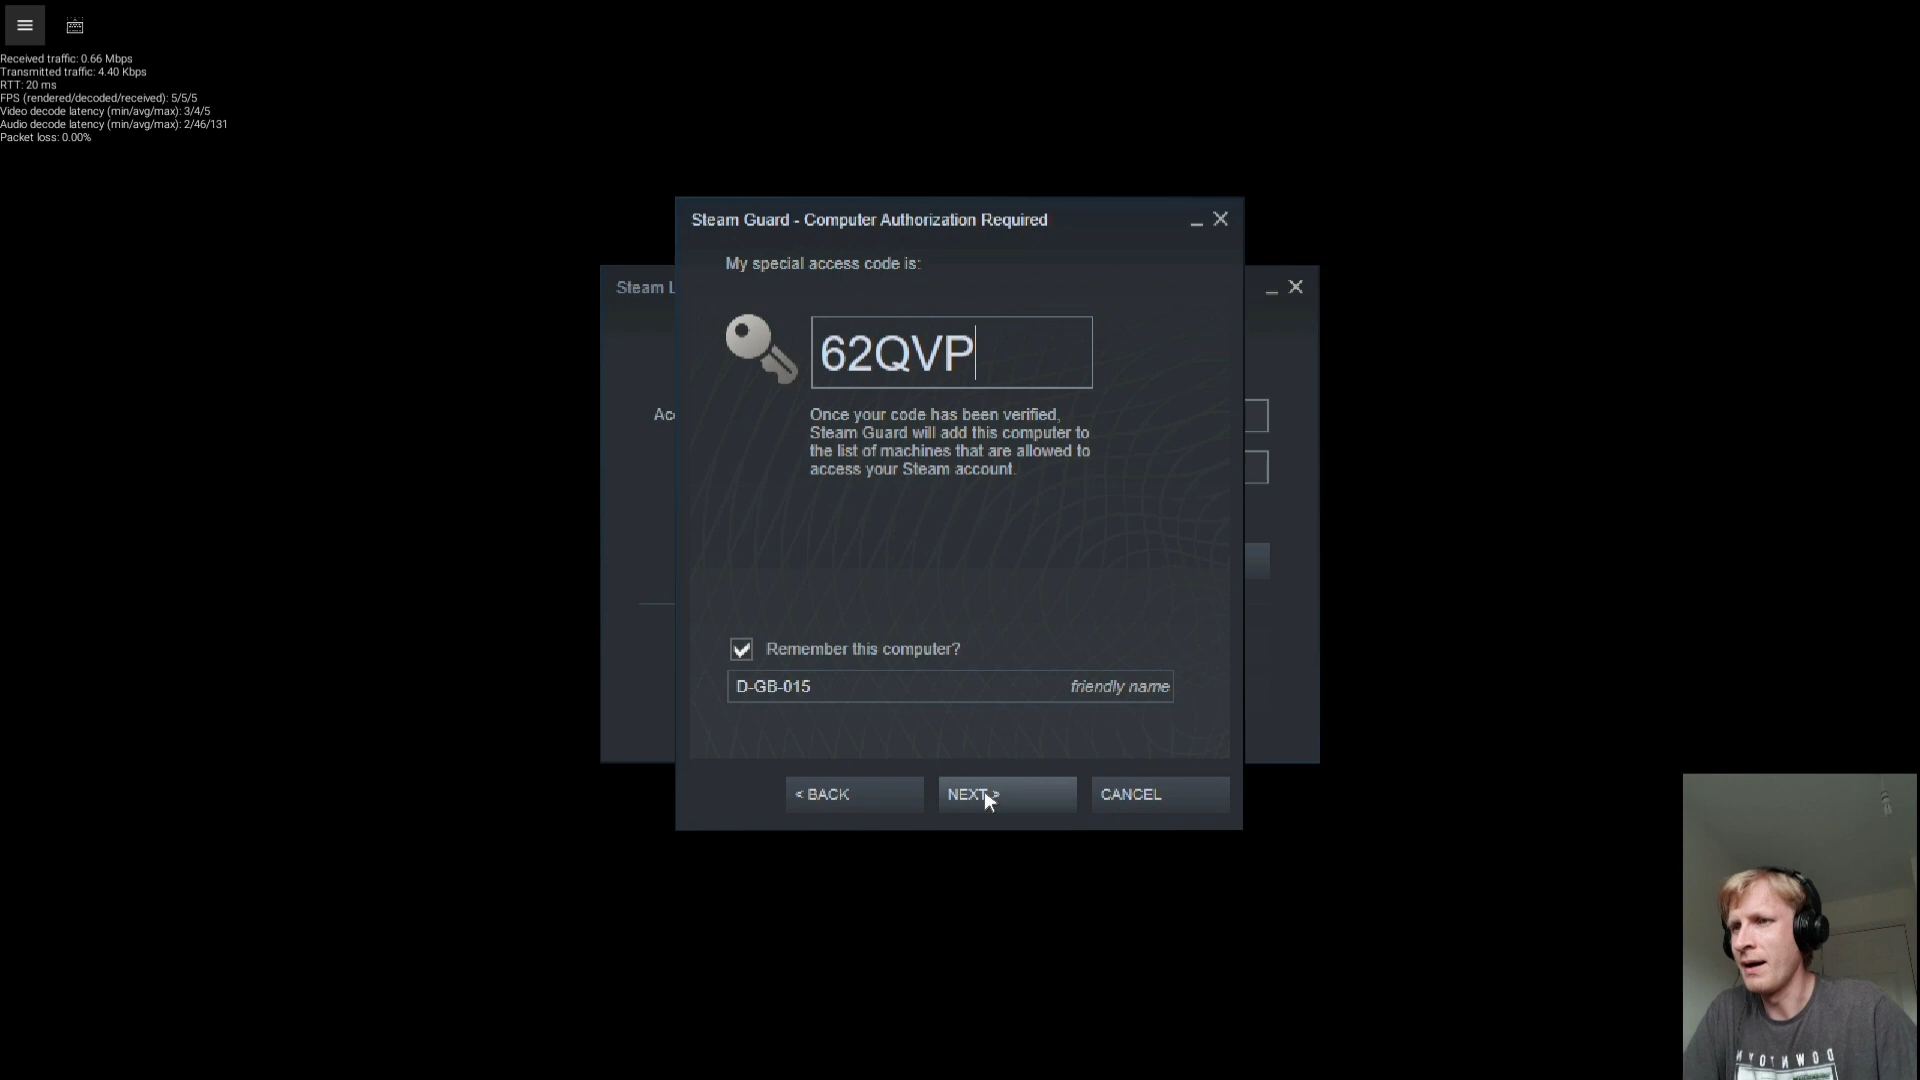 Received traffic: 0.66 Mbps
Transmitted traffic: 4.40 Kbps
RTT: 20 ms
FPS (rendered/decoded/received): 5/5/5
Video decode latency (min/avg/max): 3/4/5
Audio decode latency (min/avg/max): 2/46/131
Packet loss: 0.00%
Steam Guard - Computer Authorization Required
My special access code is:
Steam L
62QVP
Acc
Once your code has been verified,
Steam Guard will add this computer to
the list of machines that are allowed to
access your Steam account.
Remember this computer?
D-GB-015
friendly name
< BACK
NEXT >
CANCEL
DOWNTOWN